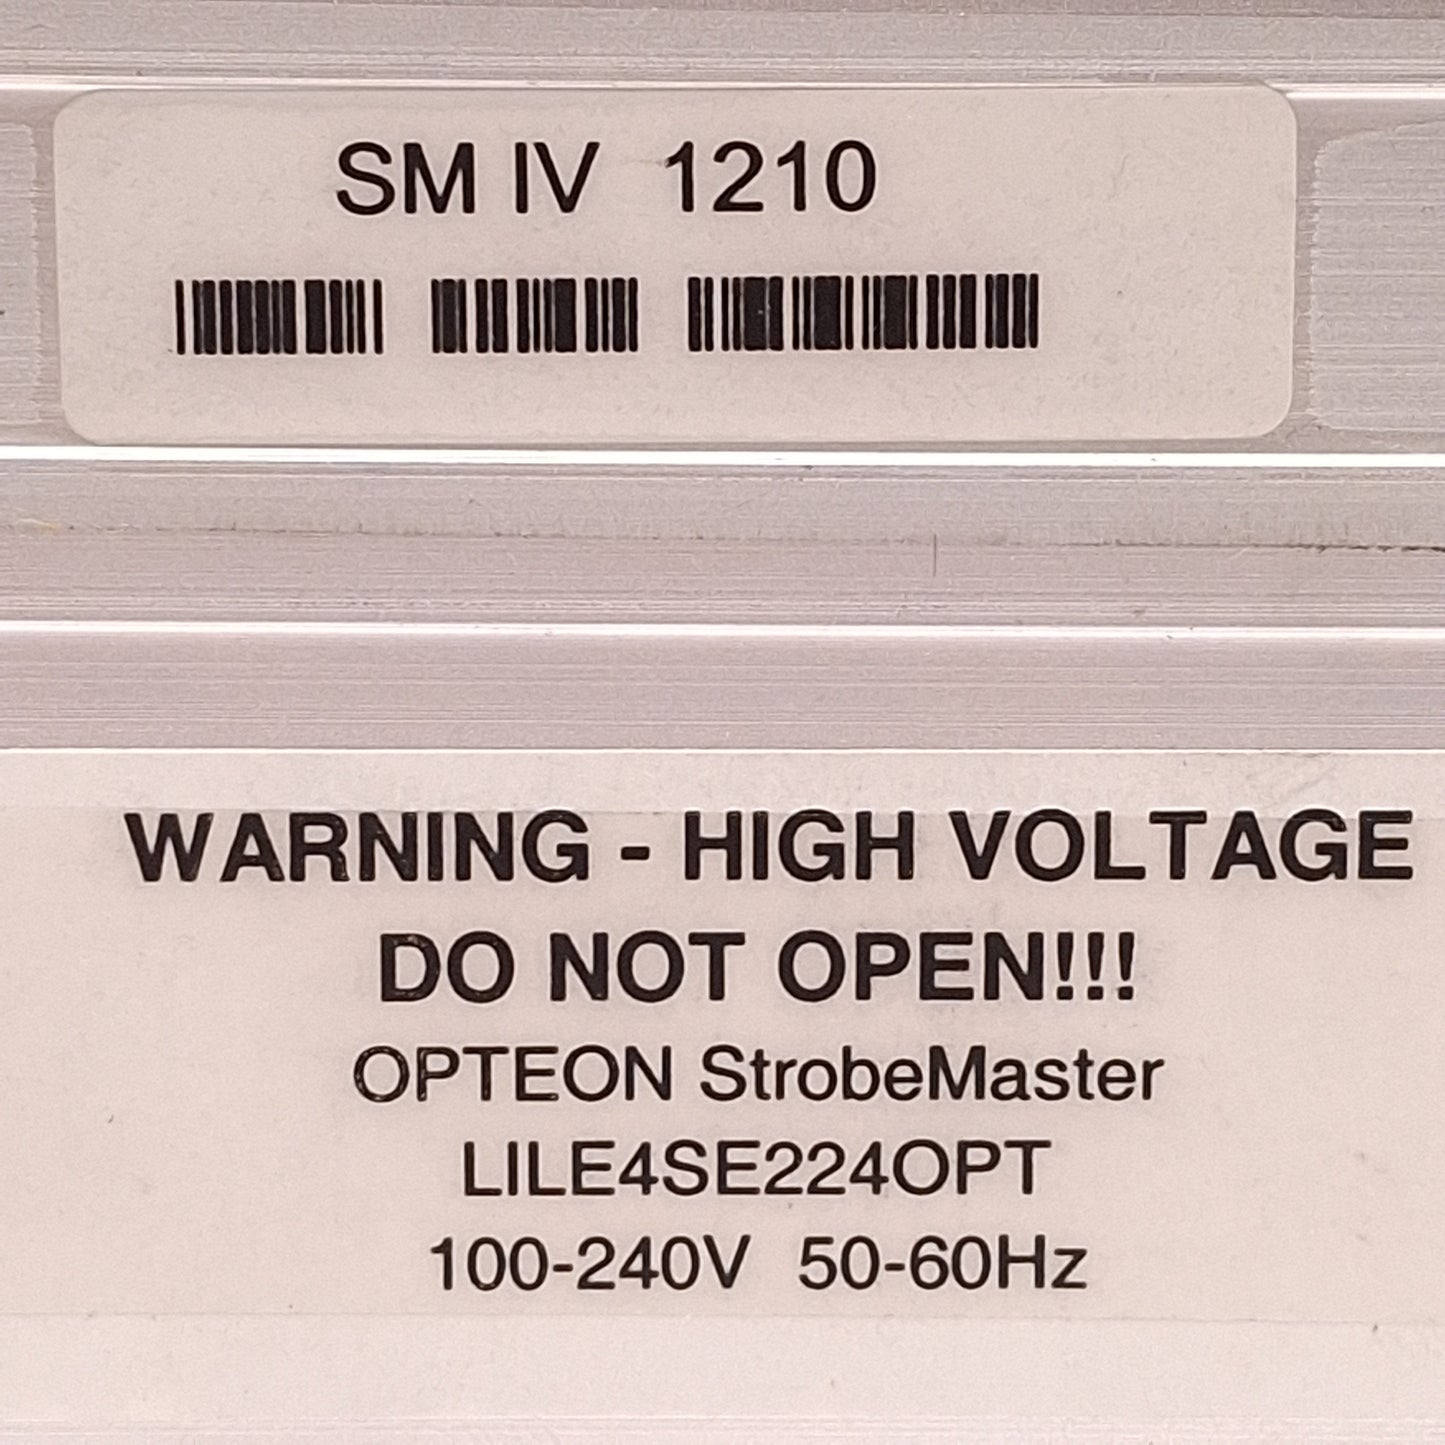 SM IV 1210
WARNING - HIGH VOLTAGE
DO NOT OPEN!!!
OPTEON StrobeMaster
LILE4SE224OPT
100-240V 50-60Hz